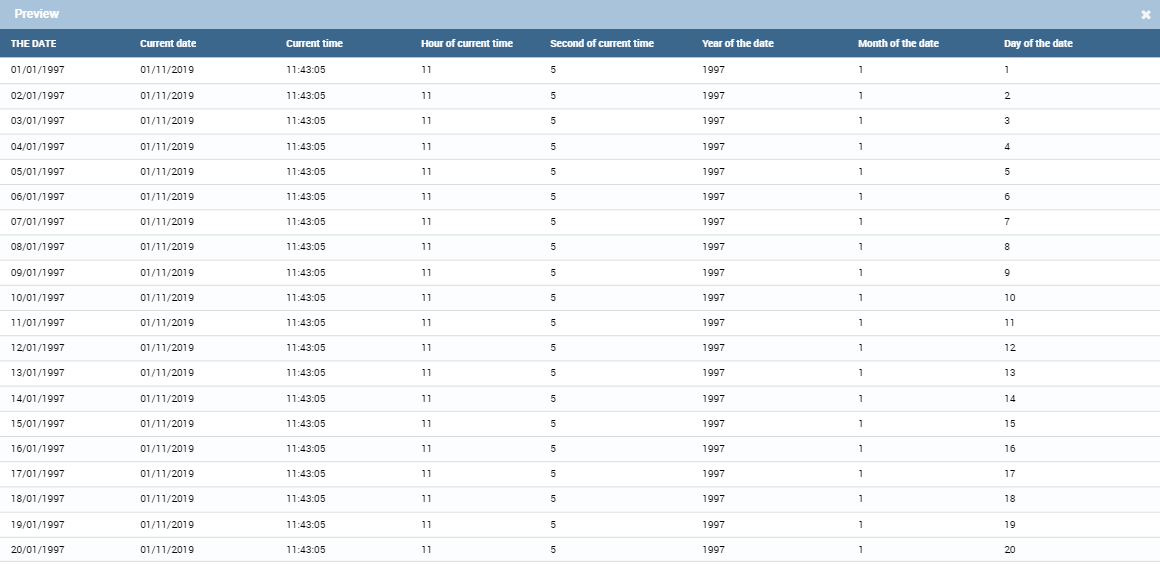 Preview ✖
THE DATE Current date Current time Hour of current time Second of current time Year of the date Month of the date Day of the date
01/01/1997 01/11/2019 11:43:05 11 5 1997 1 1
02/01/1997 01/11/2019 11:43:05 11 5 1997 1 2
03/01/1997 01/11/2019 11:43:05 11 5 1997 1 3
04/01/1997 01/11/2019 11:43:05 11 5 1997 1 4
05/01/1997 01/11/2019 11:43:05 11 5 1997 1 5
06/01/1997 01/11/2019 11:43:05 11 5 1997 1 6
07/01/1997 01/11/2019 11:43:05 11 5 1997 1 7
08/01/1997 01/11/2019 11:43:05 11 5 1997 1 8
09/01/1997 01/11/2019 11:43:05 11 5 1997 1 9
10/01/1997 01/11/2019 11:43:05 11 5 1997 1 10
11/01/1997 01/11/2019 11:43:05 11 5 1997 1 11
12/01/1997 01/11/2019 11:43:05 11 5 1997 1 12
13/01/1997 01/11/2019 11:43:05 11 5 1997 1 13
14/01/1997 01/11/2019 11:43:05 11 5 1997 1 14
15/01/1997 01/11/2019 11:43:05 11 5 1997 1 15
16/01/1997 01/11/2019 11:43:05 11 5 1997 1 16
17/01/1997 01/11/2019 11:43:05 11 5 1997 1 17
18/01/1997 01/11/2019 11:43:05 11 5 1997 1 18
19/01/1997 01/11/2019 11:43:05 11 5 1997 1 19
20/01/1997 01/11/2019 11:43:05 11 5 1997 1 20